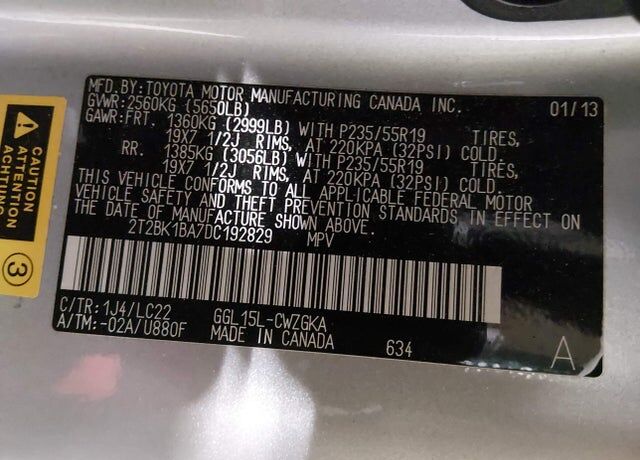 MFD.BY:TOYOTA MOTOR MANUFACTURING CANADA INC. 01/13
GVWR:2560KG (5650LB)
GAWR:FRT. 1360KG (2999LB) WITH P235/55R19 TIRES,
19X7 1/2J RIMS, AT 220KPA (32PSI) COLD.
RR. 1385KG (3056LB) WITH P235/55R19 TIRES,
19X7 1/2J RIMS, AT 220KPA (32PSI) COLD.
THIS VEHICLE CONFORMS TO ALL APPLICABLE FEDERAL MOTOR
VEHICLE SAFETY AND THEFT PREVENTION STANDARDS IN EFFECT ON
THE DATE OF MANUFACTURE SHOWN ABOVE.
2T2BK1BA7DC192829 MPV
C/TR:1J4/LC22 GGL15L-CWZGKA
A/TM:-02A/U880F MADE IN CANADA 634 A
CAUTION
ATTENTION
ACHTUNG
3